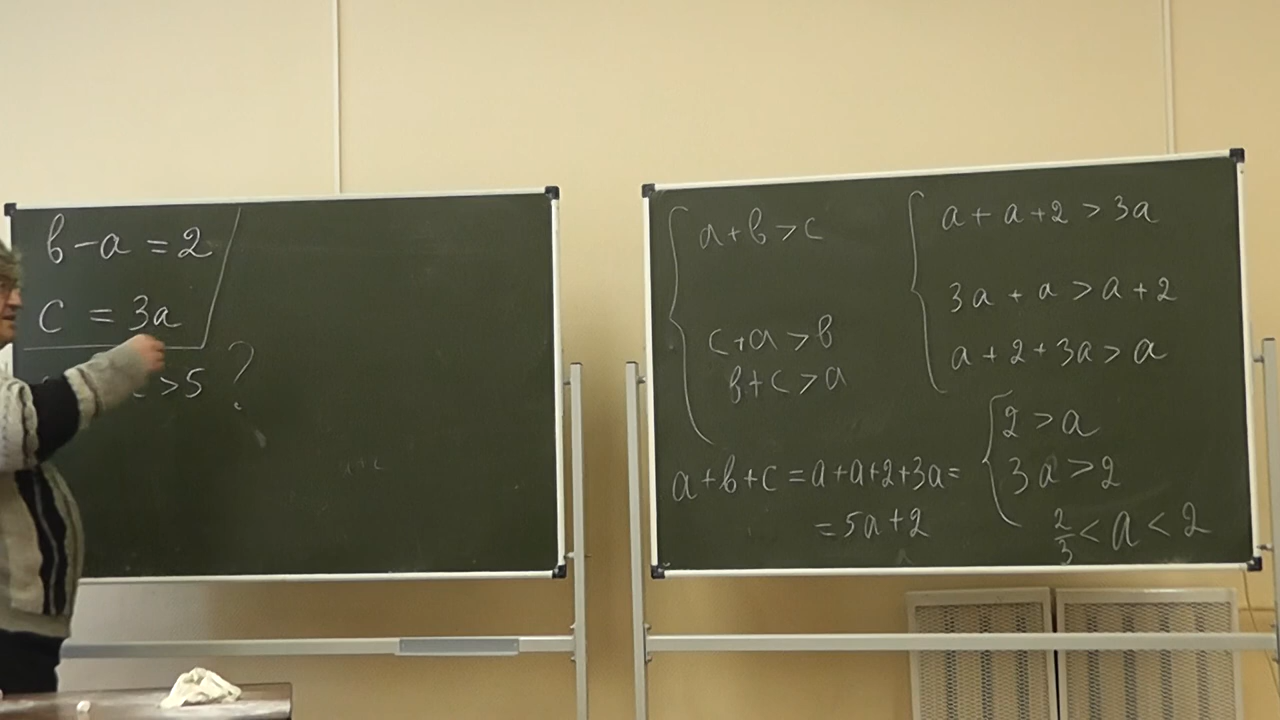 в - a = 2
c = 3a
> 5 ?
a + в > c
c + a > в
в + c > a
a + в + c = a + a + 2 + 3a =
= 5a + 2
a + a + 2 > 3a
3a + a > a + 2
a + 2 + 3a > a
2 > a
3a > 2
2/3 < a < 2